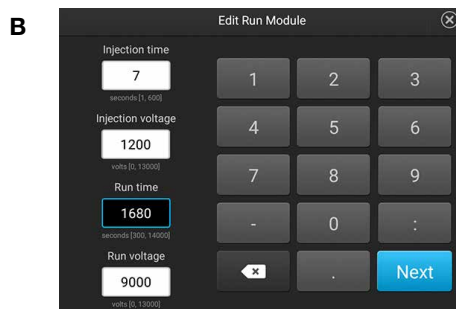 B
Edit Run Module
Injection time
7
seconds [1, 600]
Injection voltage
1200
volts [0, 13000]
Run time
1680
seconds [300, 14000]
Run voltage
9000
volts [0, 13000]
1 2 3
4 5 6
7 8 9
- 0 :
. Next